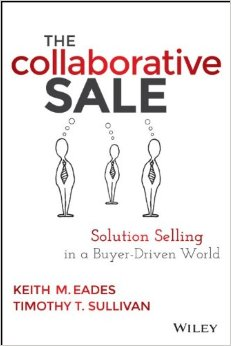 THE
collaborative
SALE
Solution Selling
in a Buyer-Driven World
KEITH M. EADES
TIMOTHY T. SULLIVAN
WILEY